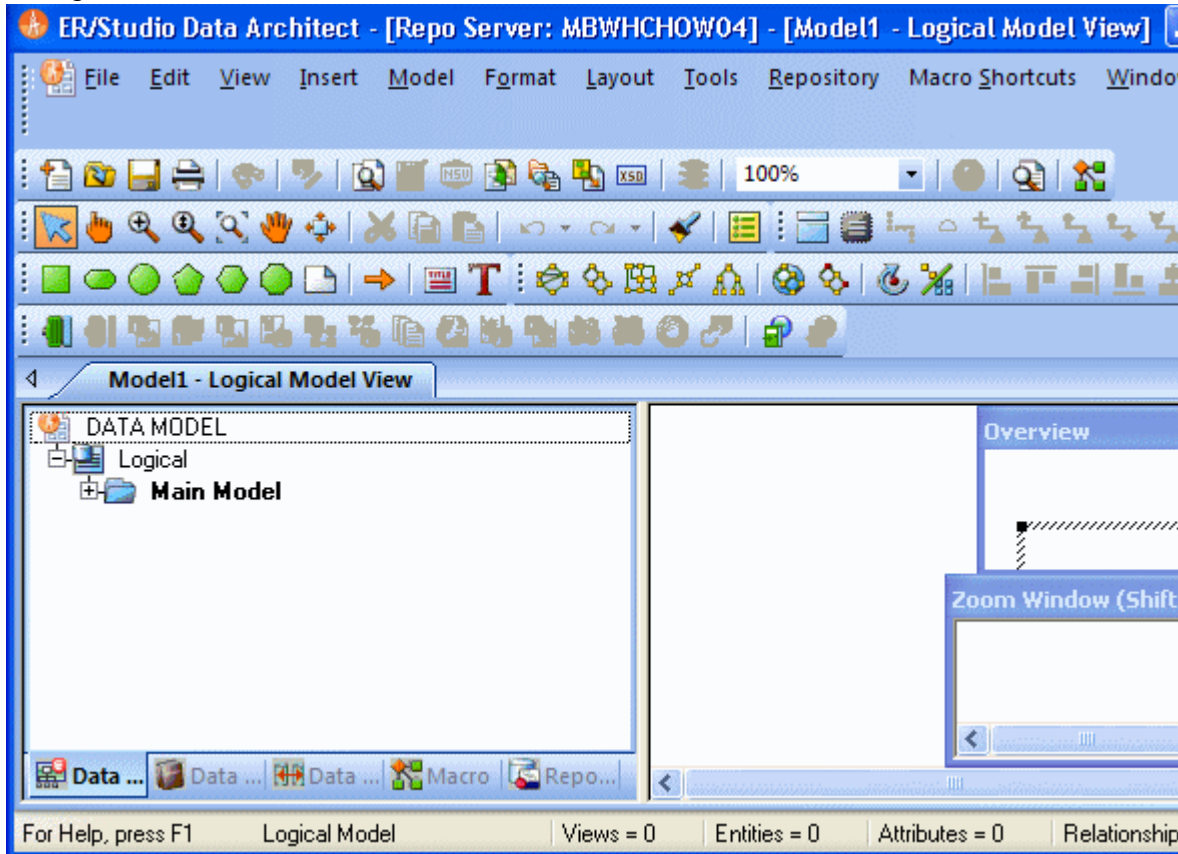 ER/Studio Data Architect - [Repo Server: MBWHCHOW04] - [Model1 - Logical Model View]
File Edit View Insert Model Format Layout Tools Repository Macro Shortcuts Windo
NSU XSD 100%
TITLE T
Model1 - Logical Model View
DATA MODEL
Logical
Main Model
Overview
Zoom Window (Shift
Data ... Data ... Data ... Macro Repo...
For Help, press F1 Logical Model Views = 0 Entities = 0 Attributes = 0 Relationship